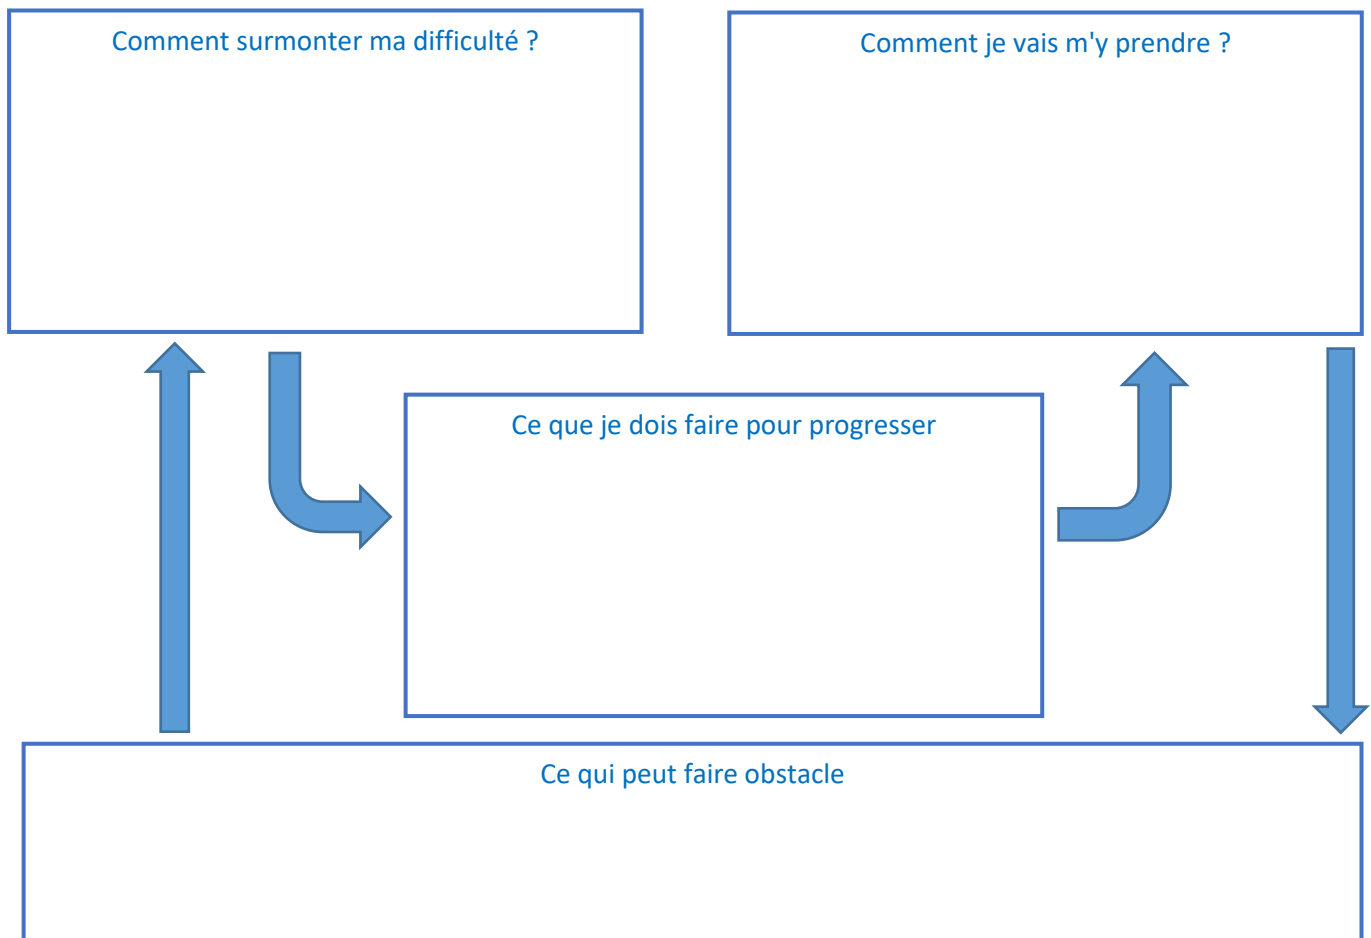 Comment surmonter ma difficulté ?
Comment je vais m'y prendre ?
Ce que je dois faire pour progresser
Ce qui peut faire obstacle